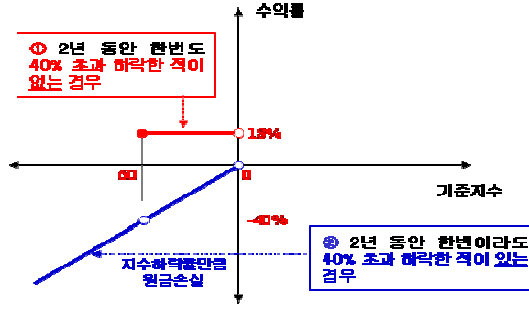 수익률
① 2년 동안 한번도
40% 초과 하락한 적이
없는 경우
0
기준지수
-40%
② 2년 동안 한번이라도
40% 초과 하락한 적이 있는
경우
지수하락률만큼
원금손실